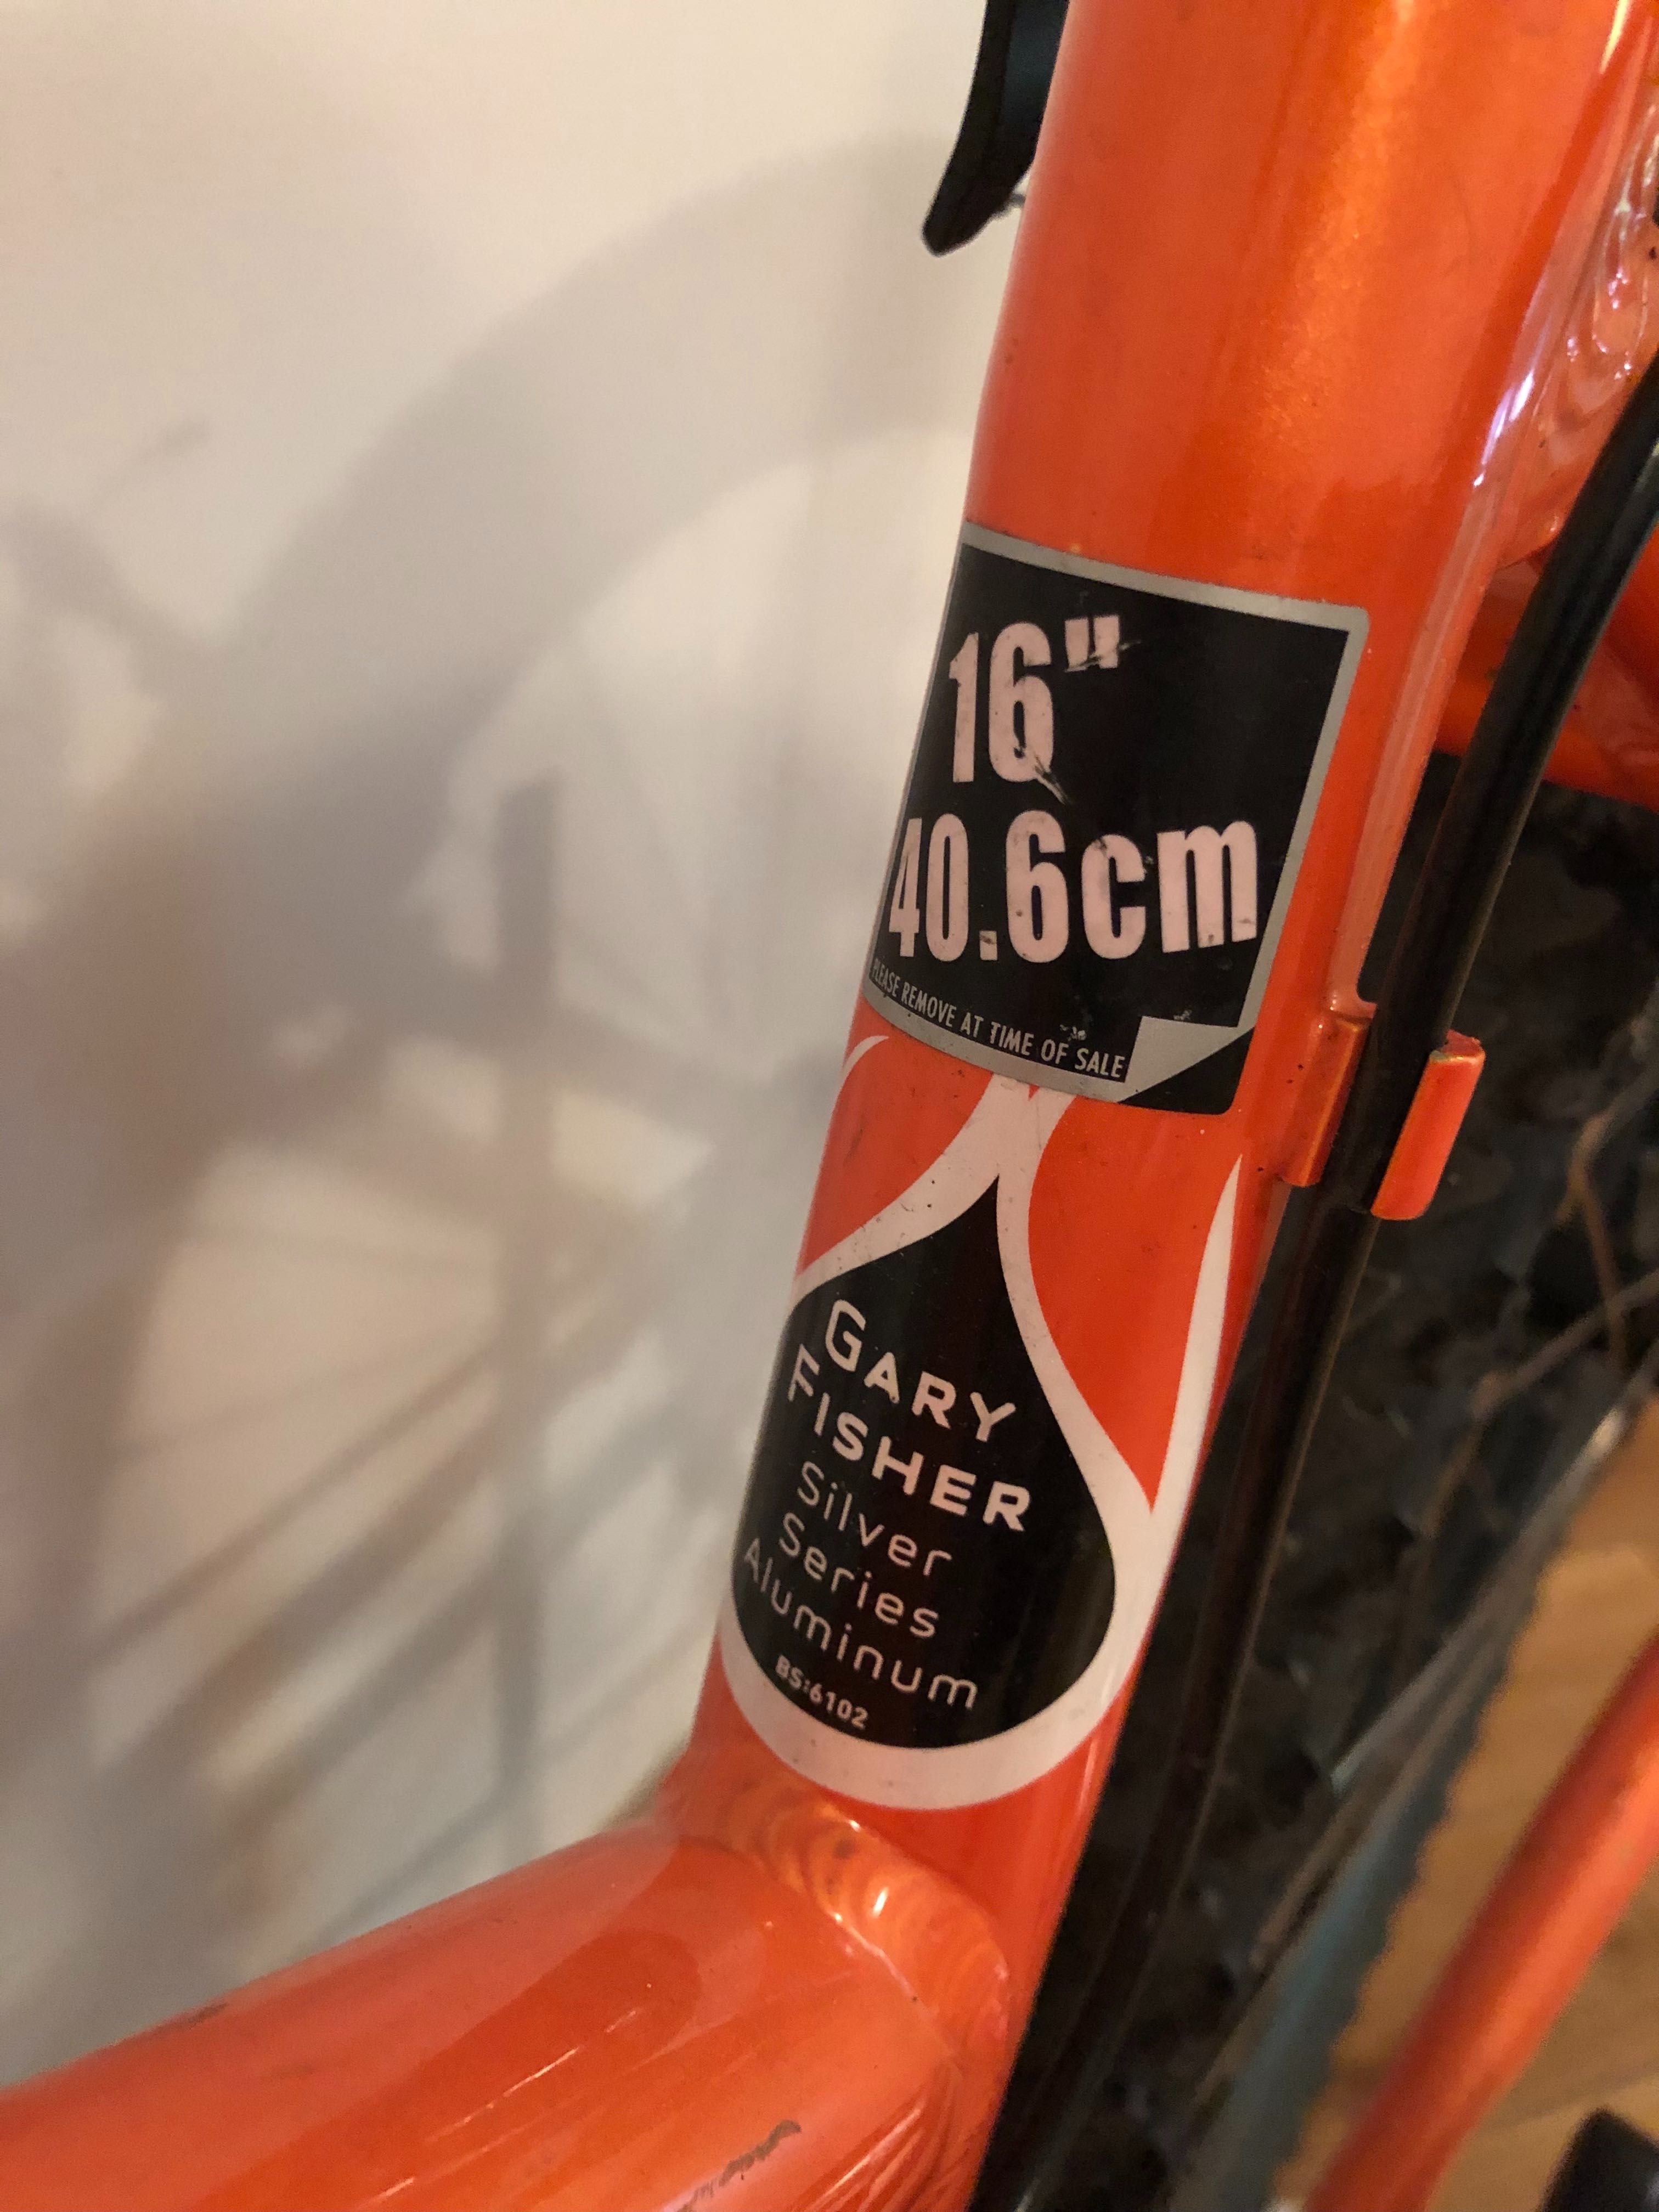 16"
40.6cm
PLEASE REMOVE AT TIME OF SALE
GARY
FISHER
Silver
Series
Aluminum
BS:6102